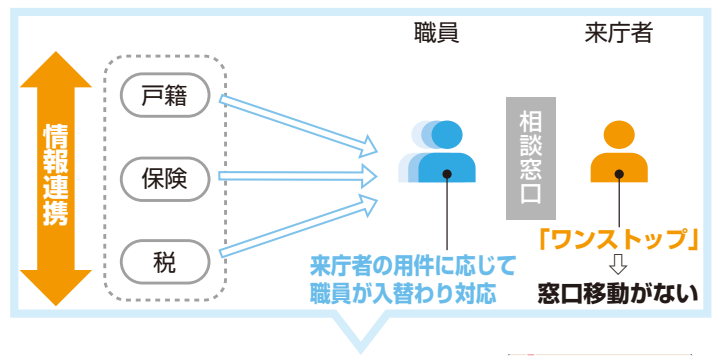 職員
来庁者
情報連携
戸籍
保険
税
相談窓口
来庁者の用件に応じて
職員が入替わり対応
「ワンストップ」
窓口移動がない